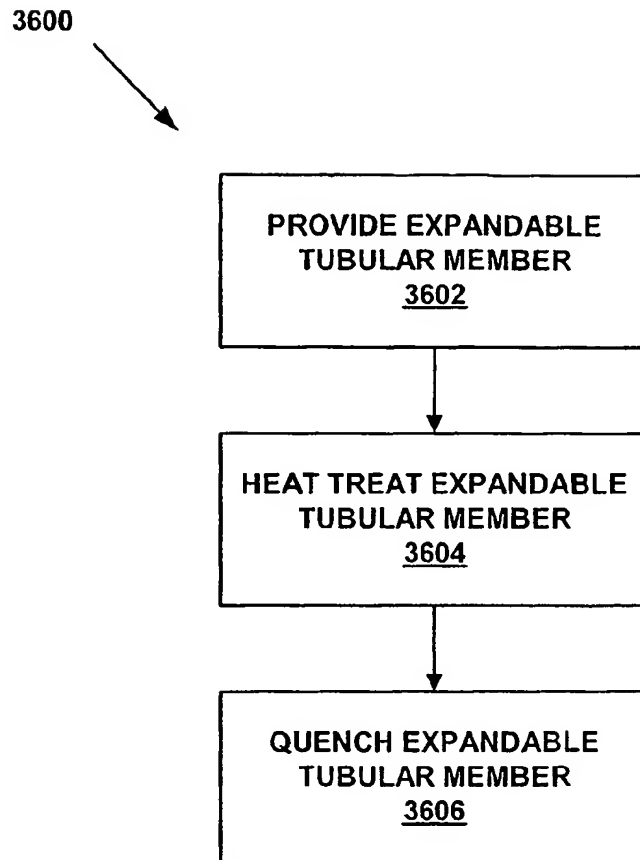 3600
PROVIDE EXPANDABLE
TUBULAR MEMBER
3602
HEAT TREAT EXPANDABLE
TUBULAR MEMBER
3604
QUENCH EXPANDABLE
TUBULAR MEMBER
3606